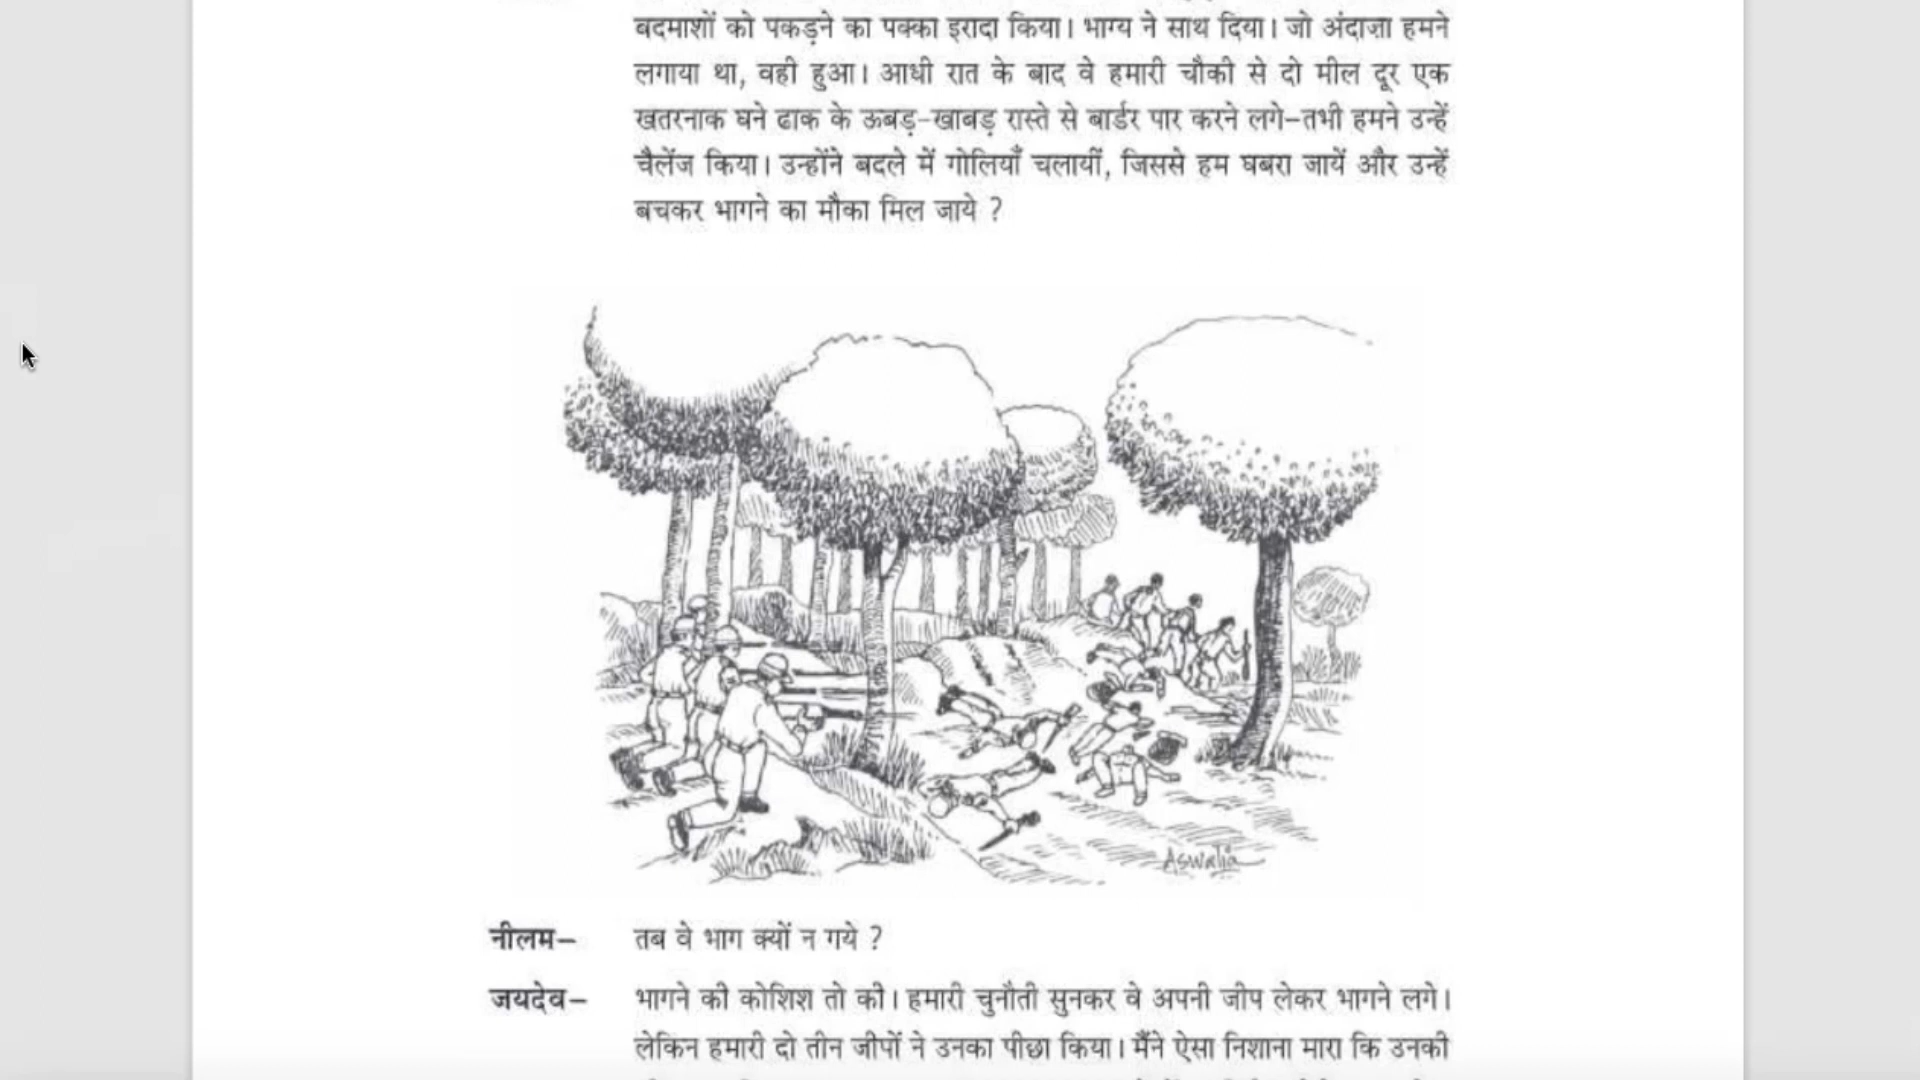 बदमाशों को पकड़ने का पक्का इरादा किया। भाग्य ने साथ दिया। जो अंदाज़ा हमने
लगाया था, वही हुआ। आधी रात के बाद वे हमारी चौकी से दो मील दूर एक
खतरनाक घने ढाक के ऊबड़-खाबड़ रास्ते से बार्डर पार करने लगे–तभी हमने उन्हें
चैलेंज किया। उन्होंने बदले में गोलियाँ चलायीं, जिससे हम घबरा जायें और उन्हें
बचकर भागने का मौका मिल जाये ?
Aswalia
नीलम– तब वे भाग क्यों न गये ?
जयदेव– भागने की कोशिश तो की। हमारी चुनौती सुनकर वे अपनी जीप लेकर भागने लगे।
लेकिन हमारी दो तीन जीपों ने उनका पीछा किया। मैंने ऐसा निशाना मारा कि उनकी